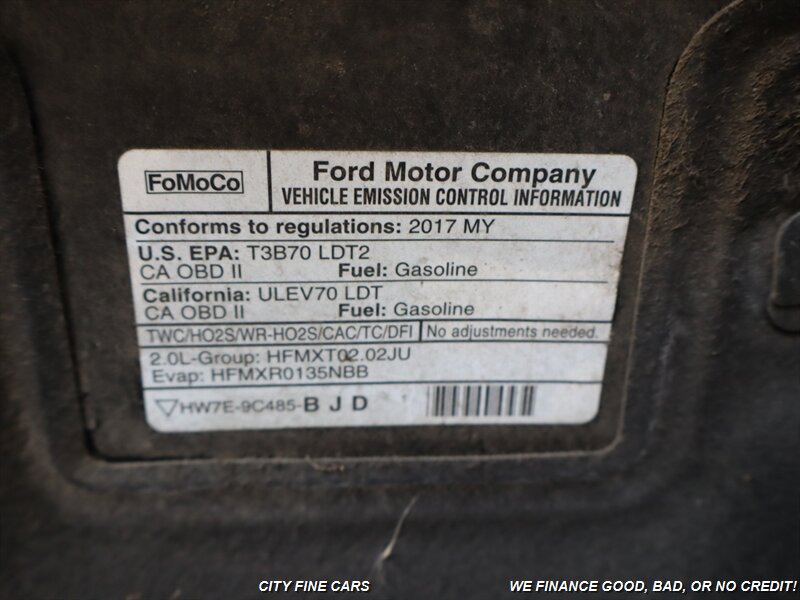 FoMoCo
Ford Motor Company
VEHICLE EMISSION CONTROL INFORMATION
Conforms to regulations: 2017 MY
U.S. EPA: T3B70 LDT2
CA OBD II Fuel: Gasoline
California: ULEV70 LDT
CA OBD II Fuel: Gasoline
TWC/HO2S/WR-HO2S/CAC/TC/DFI No adjustments needed.
2.0L-Group: HFMXT02.02JU
Evap: HFMXR0135NBB
HW7E-9C485-B J D
CITY FINE CARS
WE FINANCE GOOD, BAD, OR NO CREDIT!